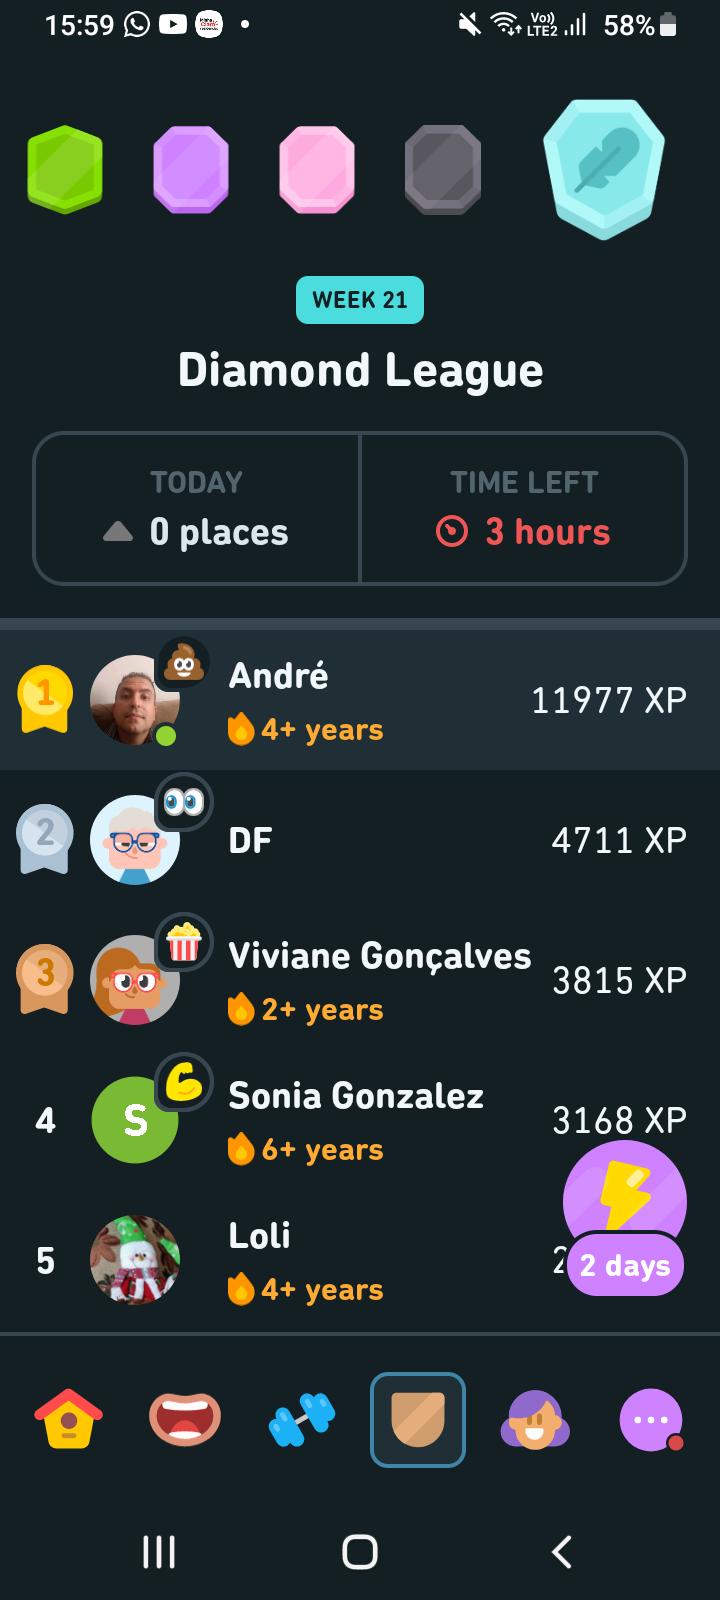 15:59 Vo)) LTE2 58%
WEEK 21
Diamond League
TODAY TIME LEFT
0 places 3 hours
1 André 11977 XP
4+ years
2 DF 4711 XP
3 Viviane Gonçalves 3815 XP
2+ years
4 S Sonia Gonzalez 3168 XP
6+ years
5 Loli
4+ years
2 days